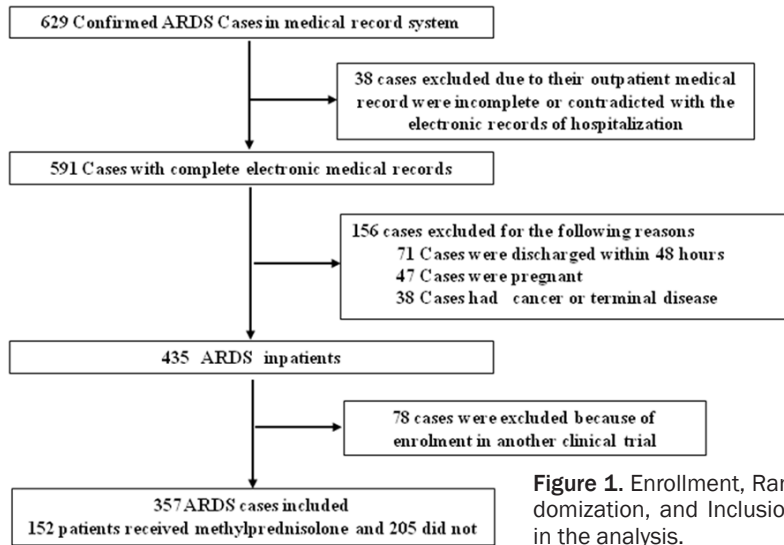 629 Confirmed ARDS Cases in medical record system
38 cases excluded due to their outpatient medical
record were incomplete or contradicted with the
electronic records of hospitalization
591 Cases with complete electronic medical records
156 cases excluded for the following reasons
71 Cases were discharged within 48 hours
47 Cases were pregnant
38 Cases had cancer or terminal disease
435 ARDS inpatients
78 cases were excluded because of
enrolment in another clinical trial
357 ARDS cases included
152 patients received methylprednisolone and 205 did not
Figure 1. Enrollment, Ran-
domization, and Inclusion
in the analysis.